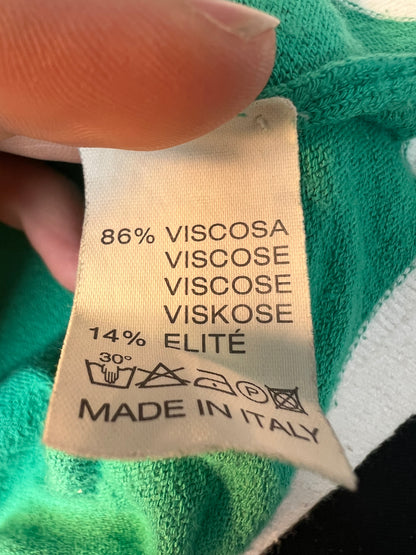 86% VISCOSA
VISCOSE
VISCOSE
VISKOSE
14% ELITÉ
30°
P
MADE IN ITALY